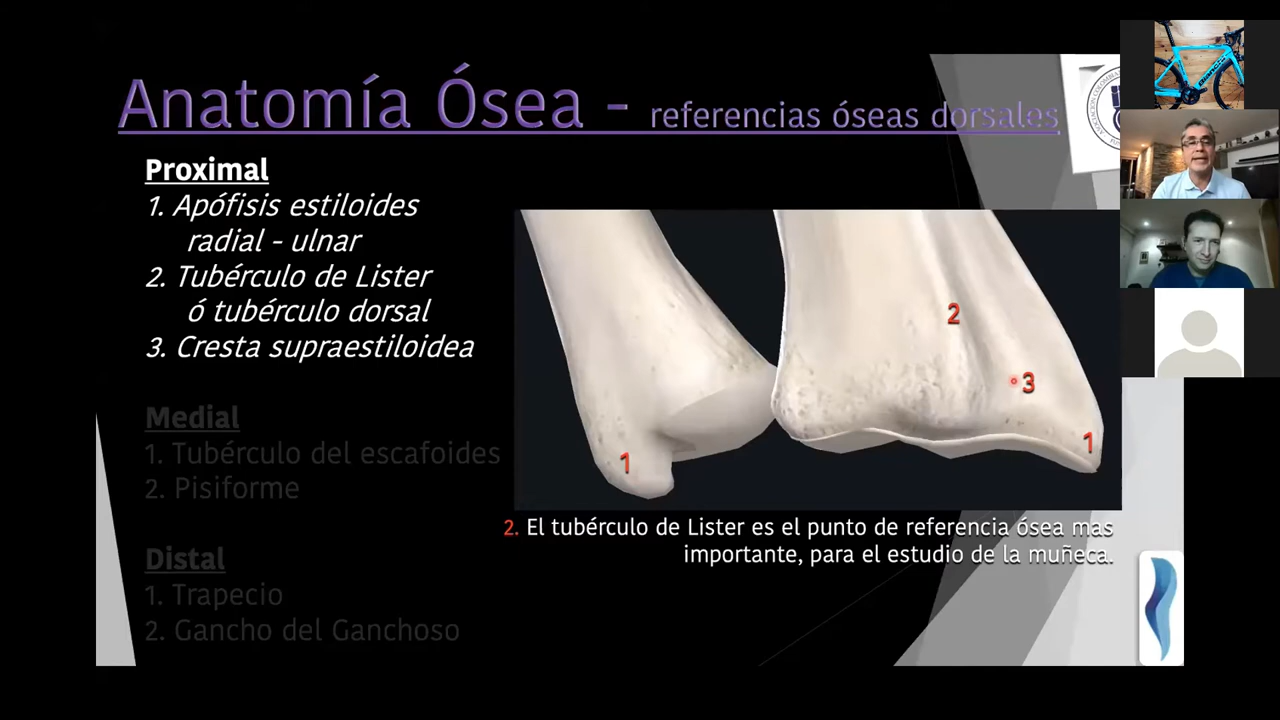 Anatomía Ósea - referencias óseas dorsales
Proximal
1. Apófisis estiloides
radial - ulnar
2. Tubérculo de Lister
ó tubérculo dorsal
3. Cresta supraestiloidea
Medial
1. Tubérculo del escafoides
2. Pisiforme
Distal
1. Trapecio
2. Gancho del Ganchoso
2
3
1
1
2. El tubérculo de Lister es el punto de referencia ósea mas
importante, para el estudio de la muñeca.